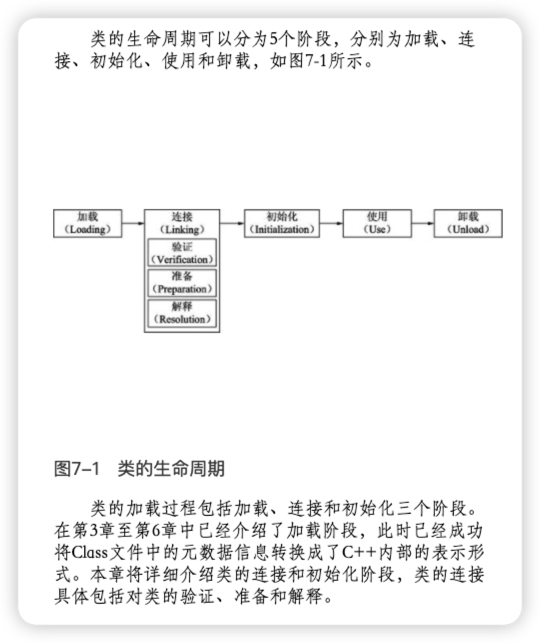 类的生命周期可以分为5个阶段，分别为加载、连
接、初始化、使用和卸载，如图7-1所示。
加载
（Loading）
连接
（Linking）
验证
（Verification）
准备
（Preparation）
解释
（Resolution）
初始化
（Initialization）
使用
（Use）
卸载
（Unload）
图7–1 类的生命周期
类的加载过程包括加载、连接和初始化三个阶段。
在第3章至第6章中已经介绍了加载阶段，此时已经成功
将Class文件中的元数据信息转换成了C++内部的表示形
式。本章将详细介绍类的连接和初始化阶段，类的连接
具体包括对类的验证、准备和解释。